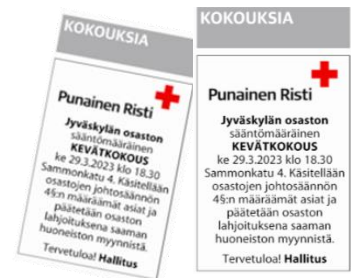 KOKOUKSIA
Punainen Risti
Jyväskylän osaston
sääntömääräinen
KEVÄTKOKOUS
ke 29.3.2023 klo 18.30
Sammonkatu 4. Käsitellään
osastojen johtosäännön
4§:n määräämät asiat ja
päätetään osaston
lahjoituksena saaman
huoneiston myynnistä.
Tervetuloa! Hallitus
KOKOUKSIA
Punainen Risti
Jyväskylän osaston
sääntömääräinen
KEVÄTKOKOUS
ke 29.3.2023 klo 18.30
Sammonkatu 4. Käsitellään
osastojen johtosäännön
4§:n määräämät asiat ja
päätetään osaston
lahjoituksena saaman
huoneiston myynnistä.
Tervetuloa! Hallitus